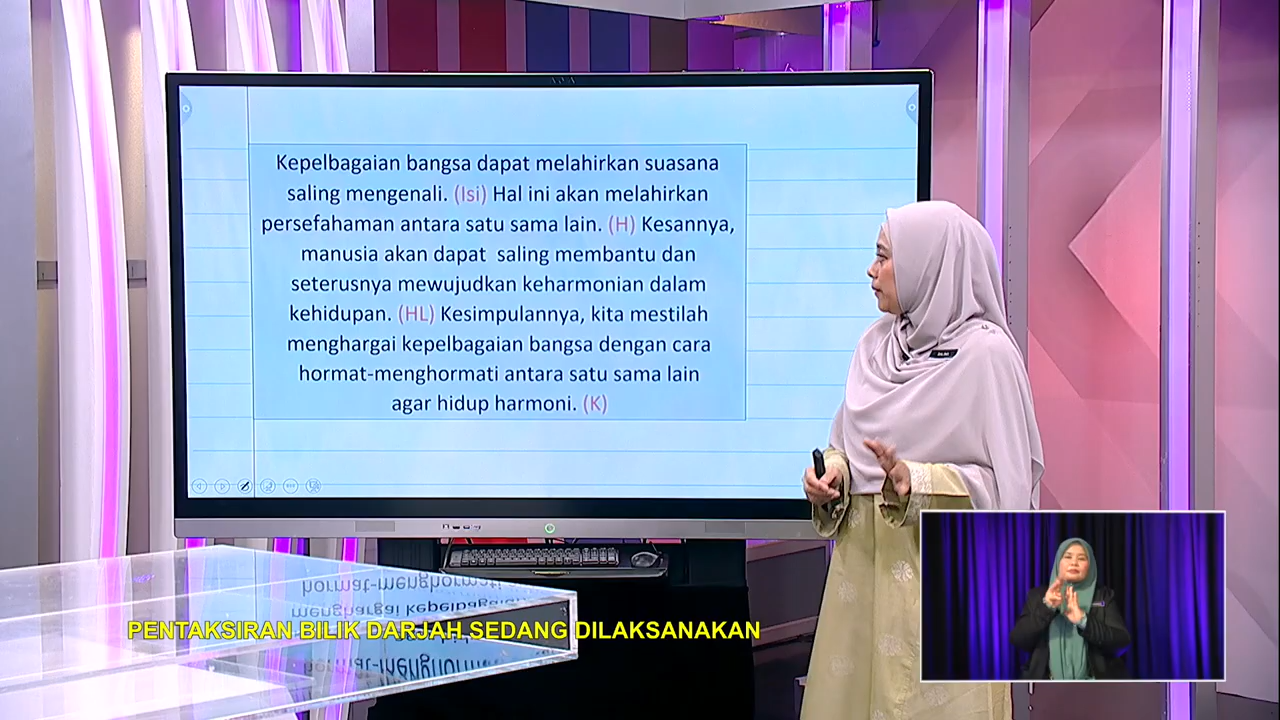 Kepelbagaian bangsa dapat melahirkan suasana
saling mengenali. (Isi) Hal ini akan melahirkan
persefahaman antara satu sama lain. (H) Kesannya,
manusia akan dapat saling membantu dan
seterusnya mewujudkan keharmonian dalam
kehidupan. (HL) Kesimpulannya, kita mestilah
menghargai kepelbagaian bangsa dengan cara
hormat-menghormati antara satu sama lain
agar hidup harmoni. (K)
PENTAKSIRAN BILIK DARJAH SEDANG DILAKSANAKAN